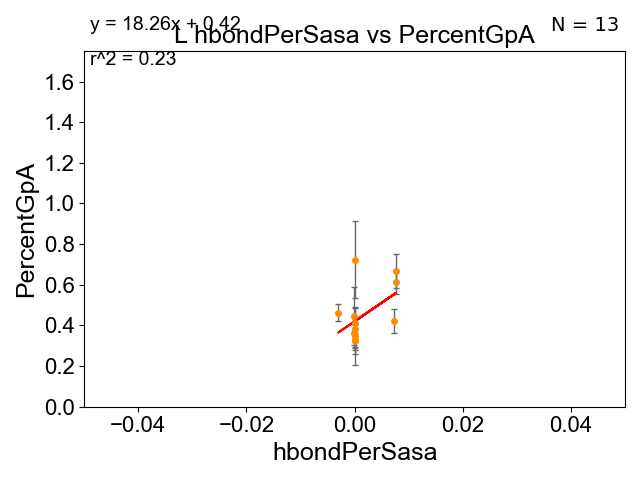 y = 18.26x + 0.42
L hbondPerSasa vs PercentGpA
N = 13
r^2 = 0.23
1.6
1.4
1.2
1.0
0.8
0.6
0.4
0.2
0.0
PercentGpA
−0.04 −0.02 0.00 0.02 0.04
hbondPerSasa